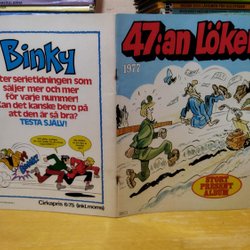 Binky
ter serietidningen som
säljer mer och mer
för varje nummer!
Kan det kanske bero på
att den är så bra?
TESTA SJÄLV!
Cirkapris 6:75 (inkl.moms)
47:an Löken
1977
STORT
PRESENT
ALBUM